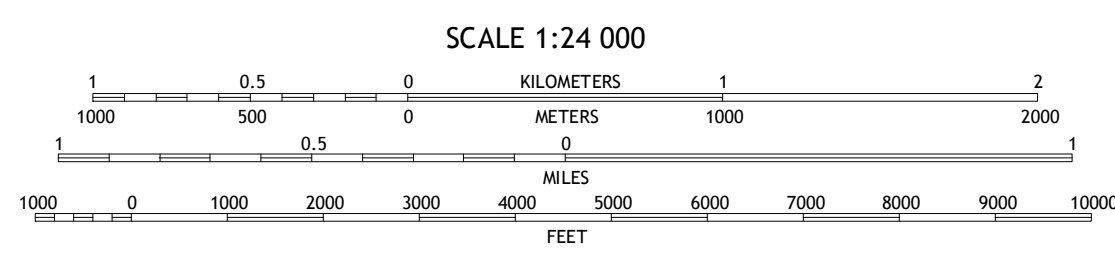 SCALE 1:24 000
1 0.5 0 KILOMETERS 1 2
1000 500 0 METERS 1000 2000
1 0.5 0 1
MILES
1000 0 1000 2000 3000 4000 5000 6000 7000 8000 9000 10000
FEET